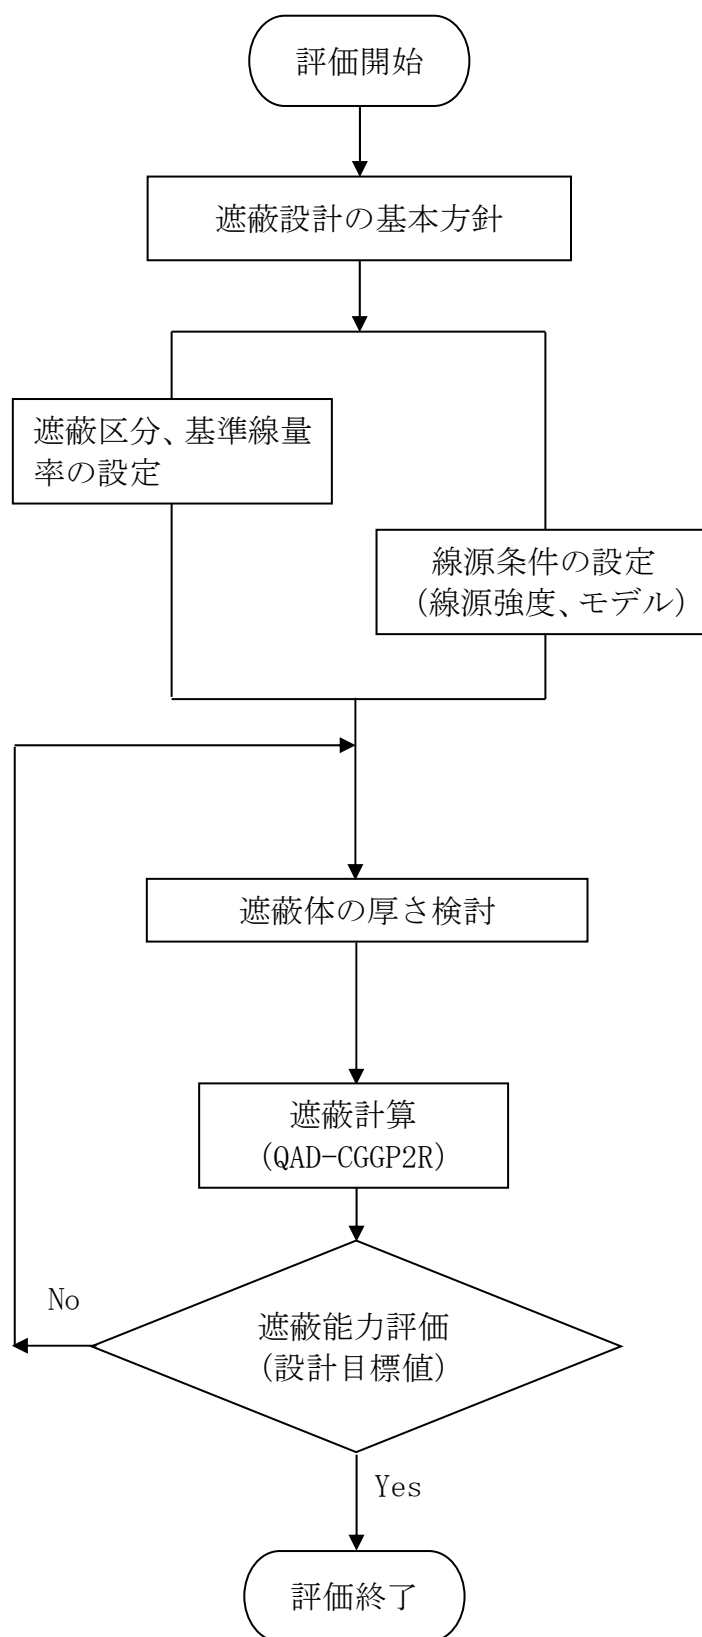 評価開始
遮蔽設計の基本方針
遮蔽区分、基準線量
率の設定
線源条件の設定
(線源強度、モデル)
遮蔽体の厚さ検討
遮蔽計算
(QAD-CGGP2R)
No
遮蔽能力評価
(設計目標値)
Yes
評価終了